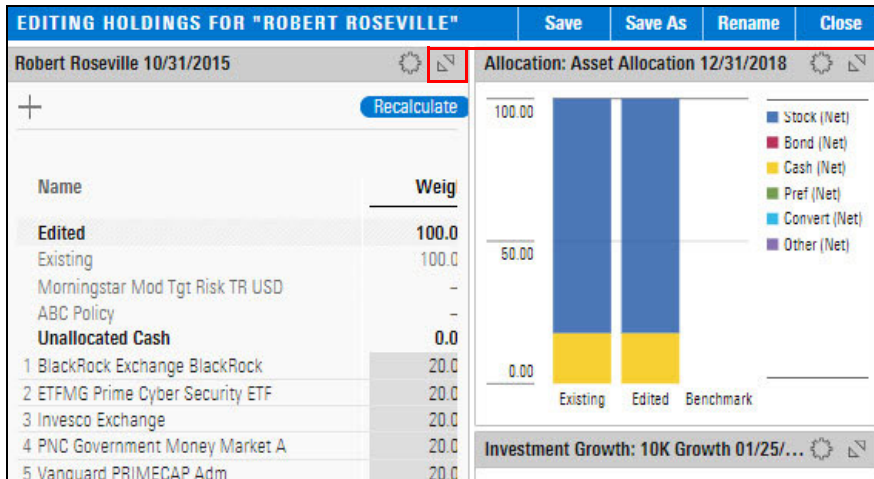 EDITING HOLDINGS FOR "ROBERT ROSEVILLE" Save Save As Rename Close
Robert Roseville 10/31/2015
Recalculate
Name Weig
Edited 100.0
Existing 100.0
Morningstar Mod Tgt Risk TR USD –
ABC Policy –
Unallocated Cash 0.0
1 BlackRock Exchange BlackRock 20.0
2 ETFMG Prime Cyber Security ETF 20.0
3 Invesco Exchange 20.0
4 PNC Government Money Market A 20.0
5 Vanguard PRIMECAP Adm 20.0
Allocation: Asset Allocation 12/31/2018
100.00
50.00
0.00
Existing Edited Benchmark
Stock (Net)
Bond (Net)
Cash (Net)
Pref (Net)
Convert (Net)
Other (Net)
Investment Growth: 10K Growth 01/25/...